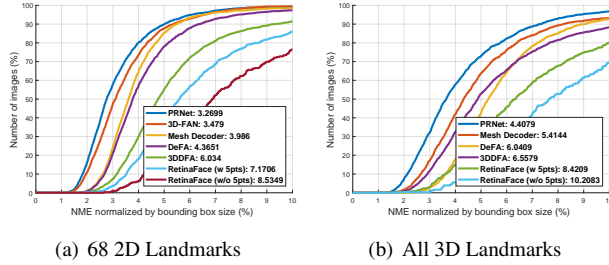 100
90
80
70
60
50
40
30
20
10
0
Number of images (%)
PRNet: 3.2699
3D-FAN: 3.479
Mesh Decoder: 3.986
DeFA: 4.3651
3DDFA: 6.034
RetinaFace (w 5pts): 7.1706
RetinaFace (w/o 5pts): 8.5349
0 1 2 3 4 5 6 7 8 9 10
NME normalized by bounding box size (%)
(a) 68 2D Landmarks
100
90
80
70
60
50
40
30
20
10
0
Number of images (%)
PRNet: 4.4079
Mesh Decoder: 5.4144
DeFA: 6.0409
3DDFA: 6.5579
RetinaFace (w 5pts): 8.4209
RetinaFace (w/o 5pts): 10.2083
0 1 2 3 4 5 6 7 8 9 10
NME normalized by bounding box size (%)
(b) All 3D Landmarks